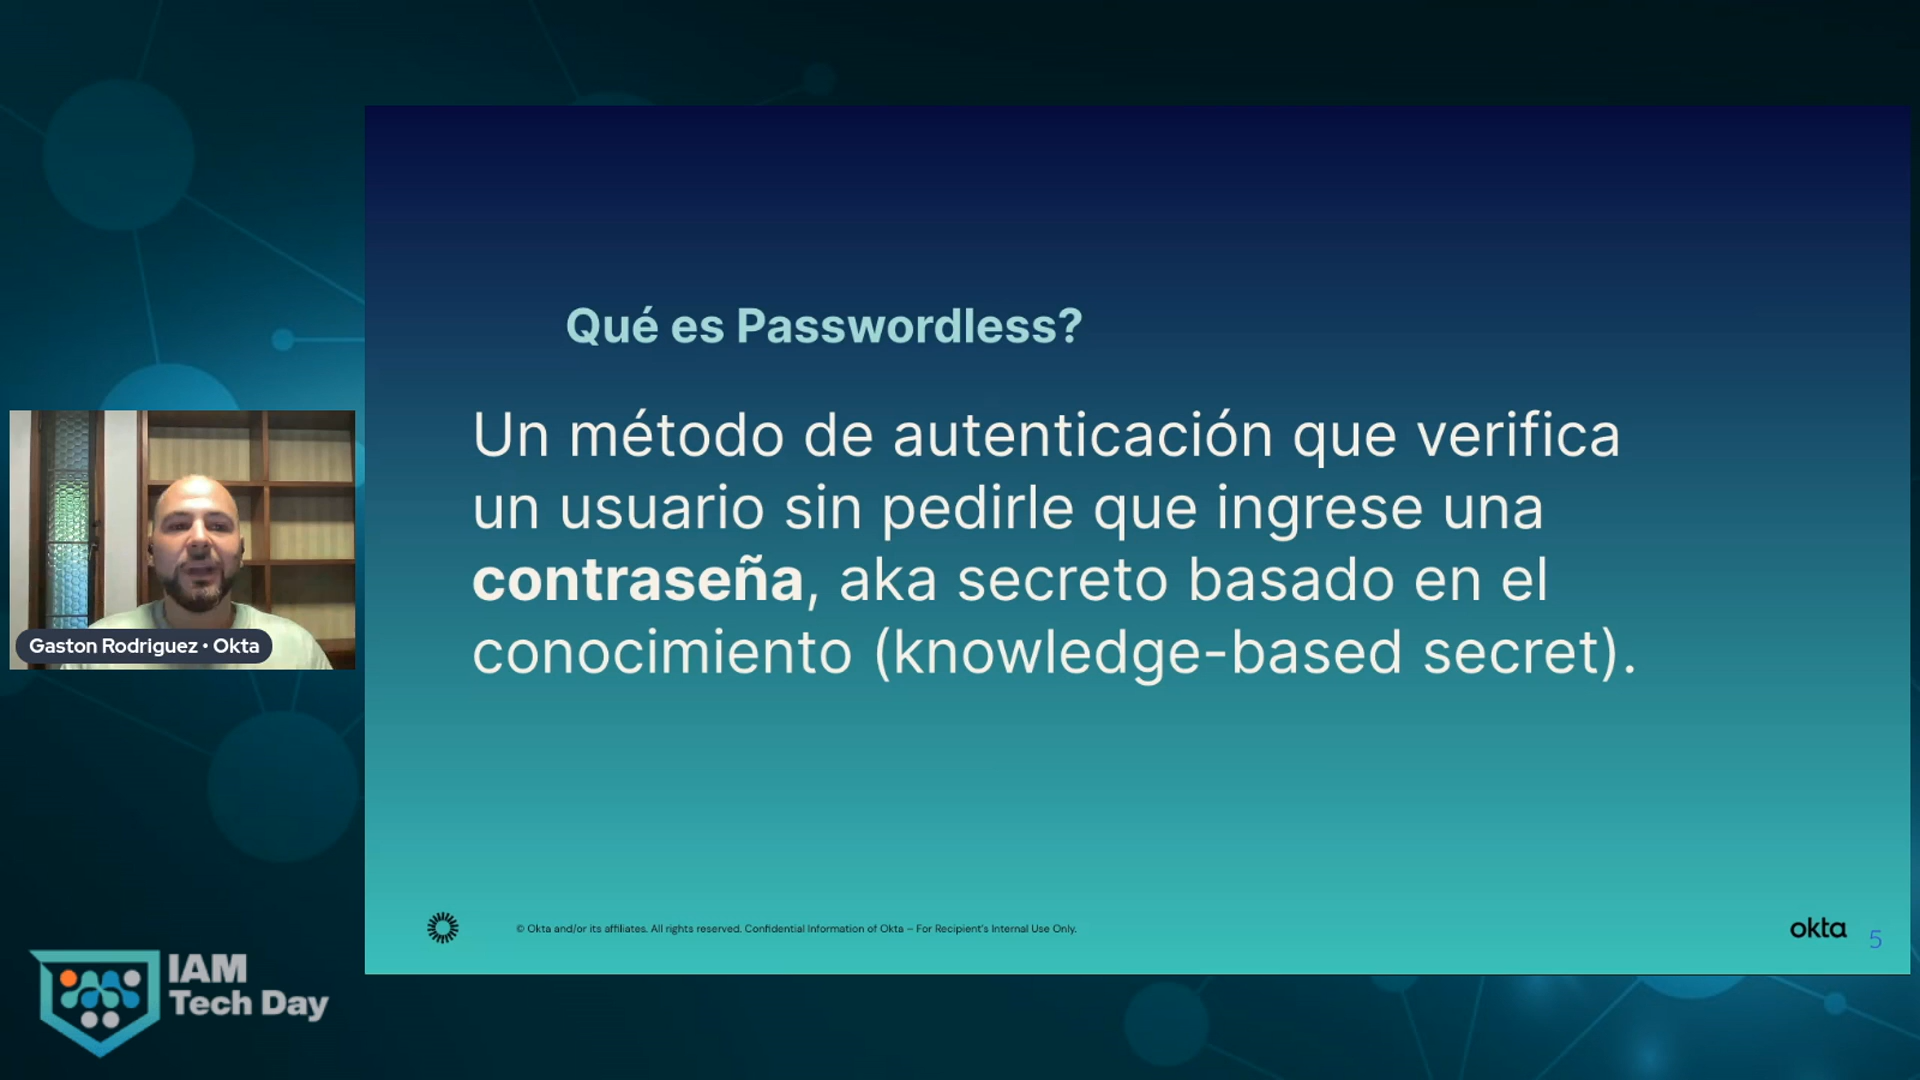 Qué es Passwordless?
Un método de autenticación que verifica
un usuario sin pedirle que ingrese una
contraseña, aka secreto basado en el
conocimiento (knowledge-based secret).
Gaston Rodriguez • Okta
© Okta and/or its affiliates. All rights reserved. Confidential Information of Okta – For Recipient's Internal Use Only.
okta
5
IAM
Tech Day